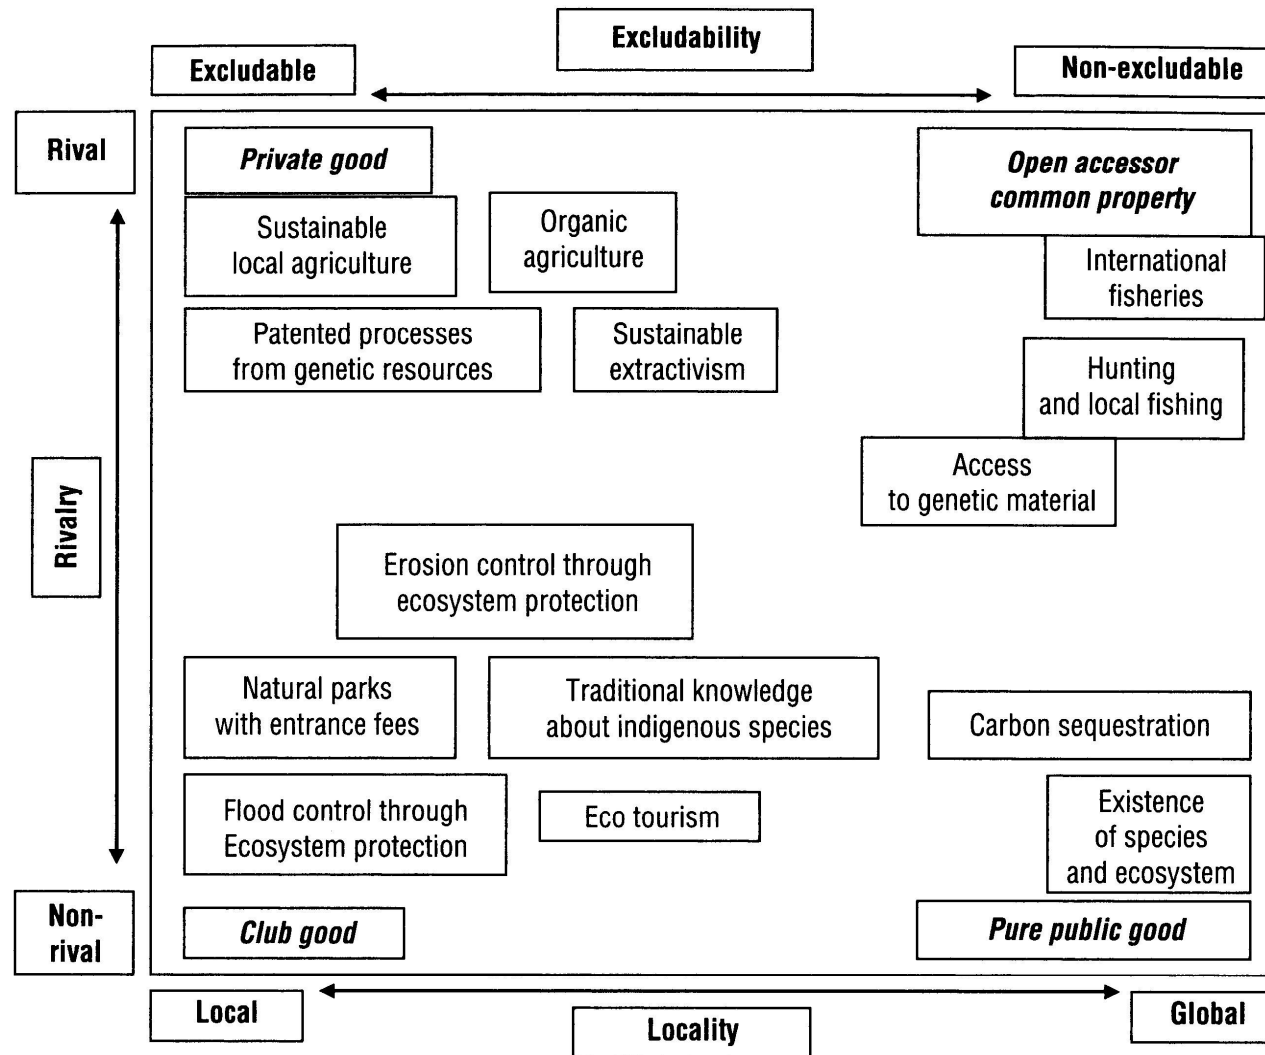 Excludability
Excludable
Non-excludable
Rival
Private good
Open accessor
common property
Sustainable
local agriculture
Organic
agriculture
International
fisheries
Patented processes
from genetic resources
Sustainable
extractivism
Hunting
and local fishing
Access
to genetic material
Rivalry
Erosion control through
ecosystem protection
Natural parks
with entrance fees
Traditional knowledge
about indigenous species
Carbon sequestration
Flood control through
Ecosystem protection
Eco tourism
Existence
of species
and ecosystem
Non-
rival
Club good
Pure public good
Local
Locality
Global